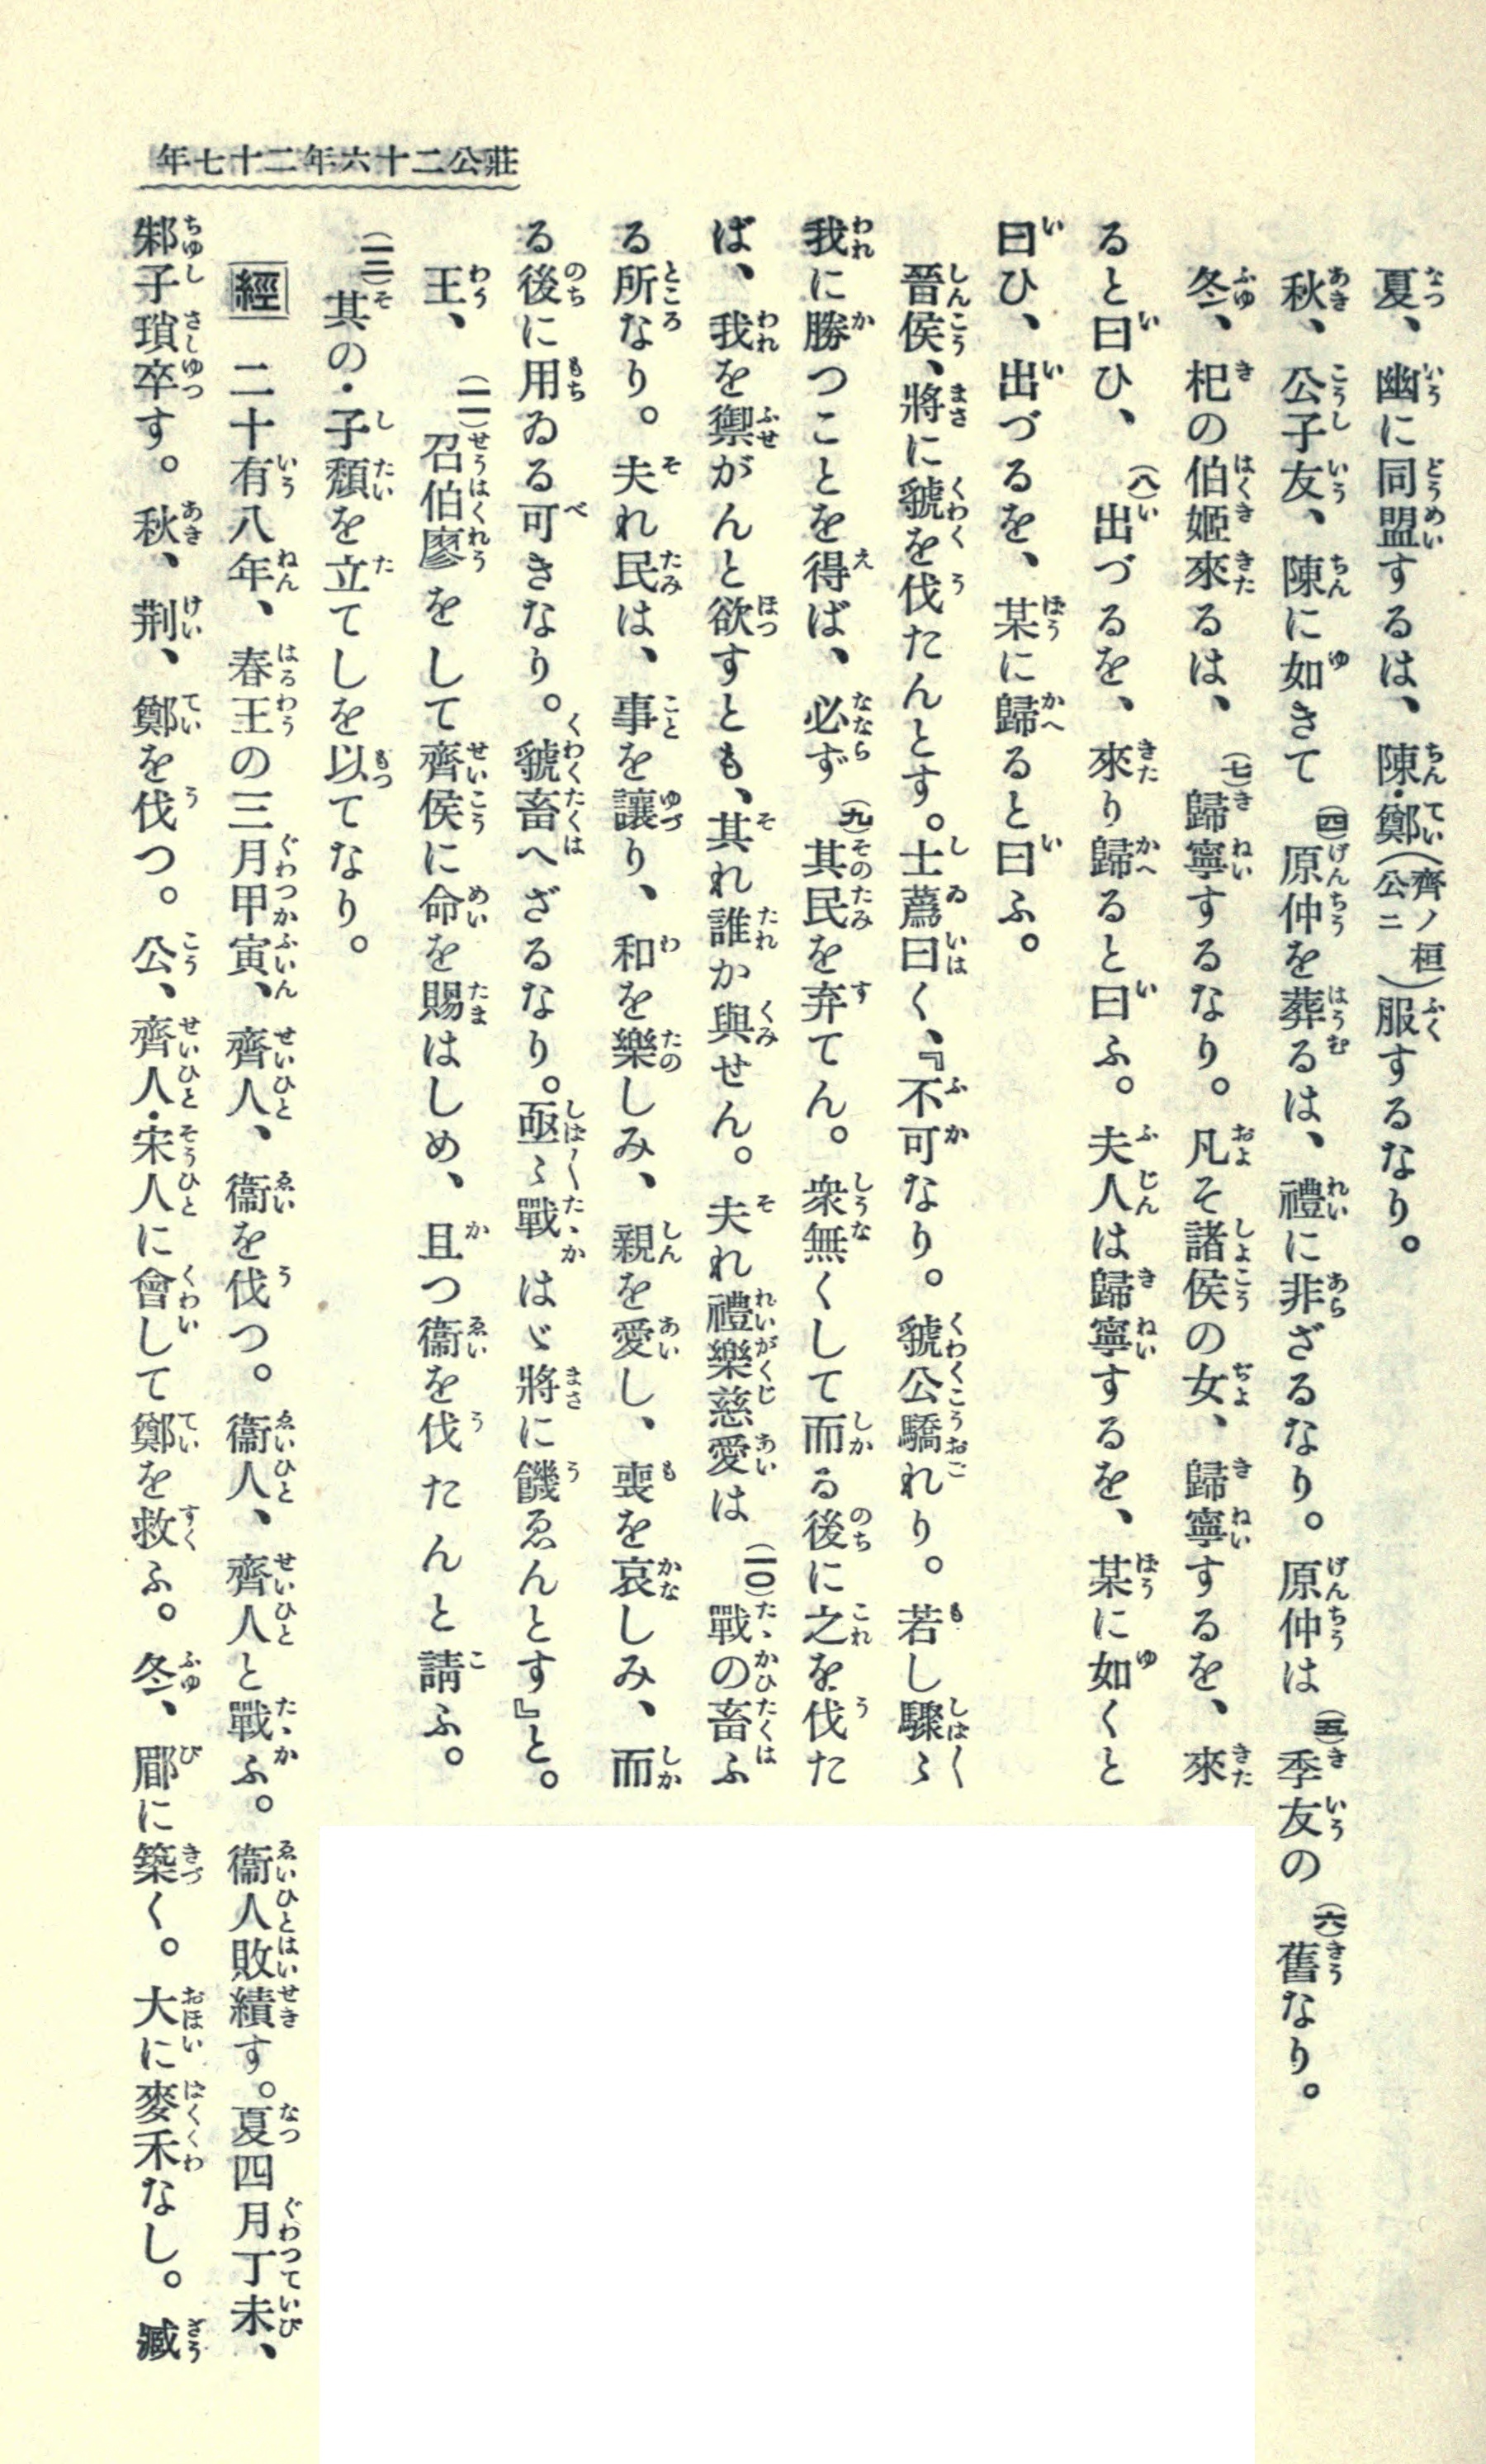 莊公二十六年二十七年
夏、幽に同盟するは、陳・鄭(齊ノ桓公ニ)服するなり。
秋、公子友、陳に如きて(四)原仲を葬るは、禮に非ざるなり。原仲は(五)季友の(六)舊なり。
冬、杞の伯姬來るは、(七)歸寧するなり。凡そ諸侯の女、歸寧するを、來
ると曰ひ、(八)出づるを、來り歸ると曰ふ。夫人は歸寧するを、某に如くと
曰ひ、出づるを、某に歸ると曰ふ。
晉侯、將に虢を伐たんとす。士蔿曰く、『不可なり。虢公驕れり。若し驟〻
我に勝つことを得ば、必ず(九)其民を弃てん。衆無くして而る後に之を伐た
ば、我を禦がんと欲すとも、其れ誰か與せん。夫れ禮樂慈愛は(一〇)戰の畜ふ
る所なり。夫れ民は、事を讓り、和を樂しみ、親を愛し、喪を哀しみ、而
る後に用ゐる可きなり。虢畜へざるなり。亟〻戰はゞ將に饑ゑんとす』と。
王、(一一)召伯廖をして齊侯に命を賜はしめ、且つ衞を伐たんと請ふ。
(一二)其の・子頹を立てしを以てなり。
經 二十有八年、春王の三月甲寅、齊人、衞を伐つ。衞人、齊人と戰ふ。衞人敗績す。夏四月丁未、
邾子瑣卒す。秋、荆、鄭を伐つ。公、齊人・宋人に會して鄭を救ふ。冬、郿に築く。大に麥禾なし。臧